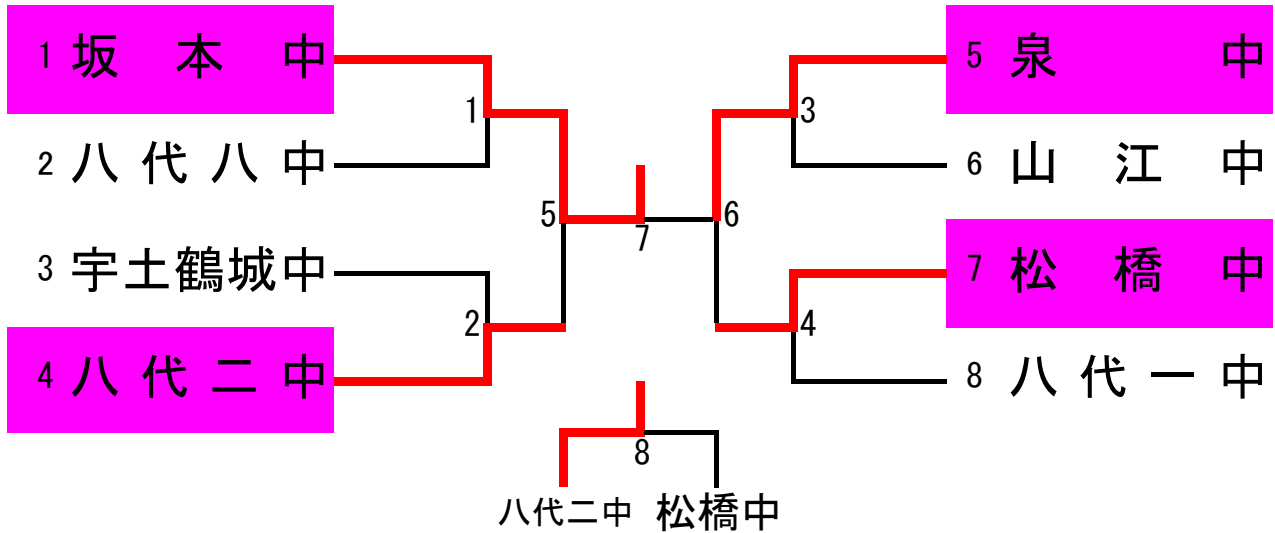 1 坂本中
2 八代八中
3 宇土鶴城中
4 八代二中
5 泉中
6 山江中
7 松橋中
8 八代一中
1
2
3
4
5
6
7
8
八代二中 松橋中